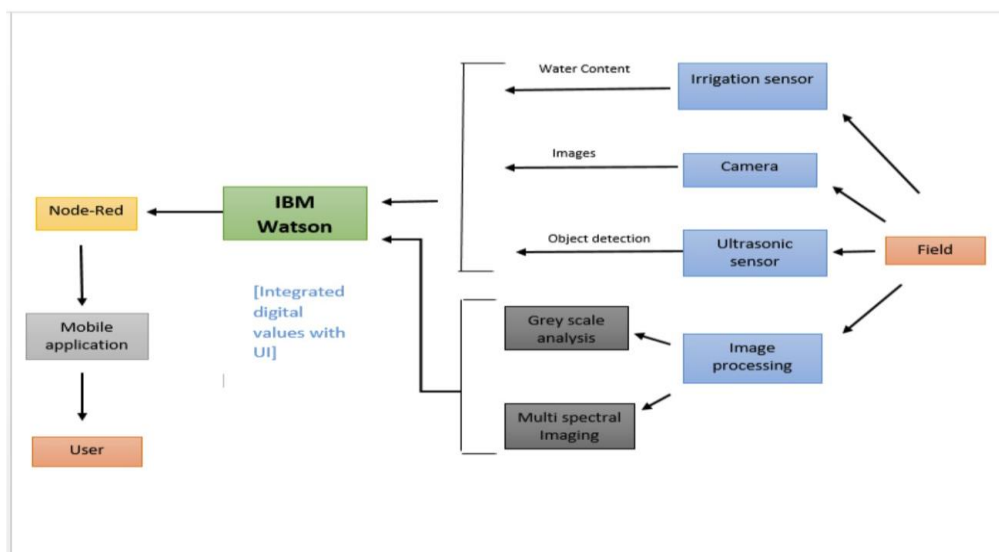 Water Content
Irrigation sensor
Images
Camera
Object detection
Ultrasonic
sensor
Field
IBM
Watson
Node-Red
[Integrated
digital
values with
UI]
Mobile
application
User
Grey scale
analysis
Image
processing
Multi spectral
Imaging